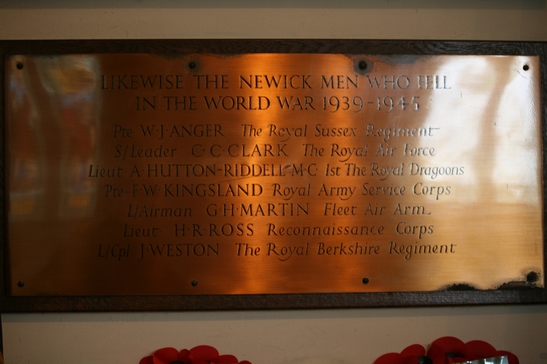 LIKEWISE THE NEWICK MEN WHO FELL
IN THE WORLD WAR 1939-1945
Pte W·J·ANGER The Royal Sussex Regiment
S/Leader C·C·CLARK The Royal Air Force
Lieut A·HUTTON-RIDDELL·M·C 1st The Royal Dragoons
Pte F·W·KINGSLAND Royal Army Service Corps
L/Airman G·H·MARTIN Fleet Air Arm
Lieut H·R·ROSS Reconnaissance Corps
L/Cpl J·WESTON The Royal Berkshire Regiment